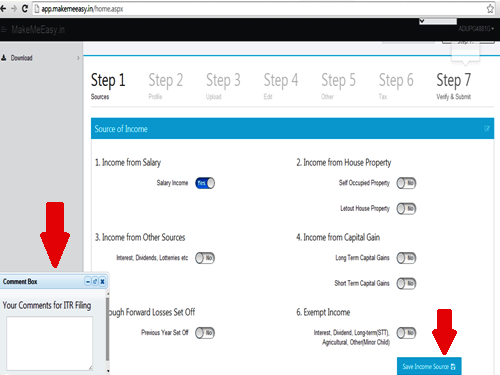 app.makemeeasy.in/home.aspx
MakeMeEasy.in
Download
Step 1 Step 2 Step 3 Step 4 Step 5 Step 6 Step 7
Sources Profile Upload Edit Other Tax Verify & Submit
Source of Income
1. Income from Salary
Salary Income Yes
2. Income from House Property
Self Occupied Property No
Letout House Property No
3. Income from Other Sources
Interest, Dividends, Lotteries etc No
4. Income from Capital Gain
Long Term Capital Gains No
Short Term Capital Gains No
ough Forward Losses Set Off
Previous Year Set Off No
6. Exempt Income
Interest, Dividend, Long-term(STT),
Agricultural, Other(Minor Child) No
Save Income Source
Comment Box
Your Comments for ITR Filing